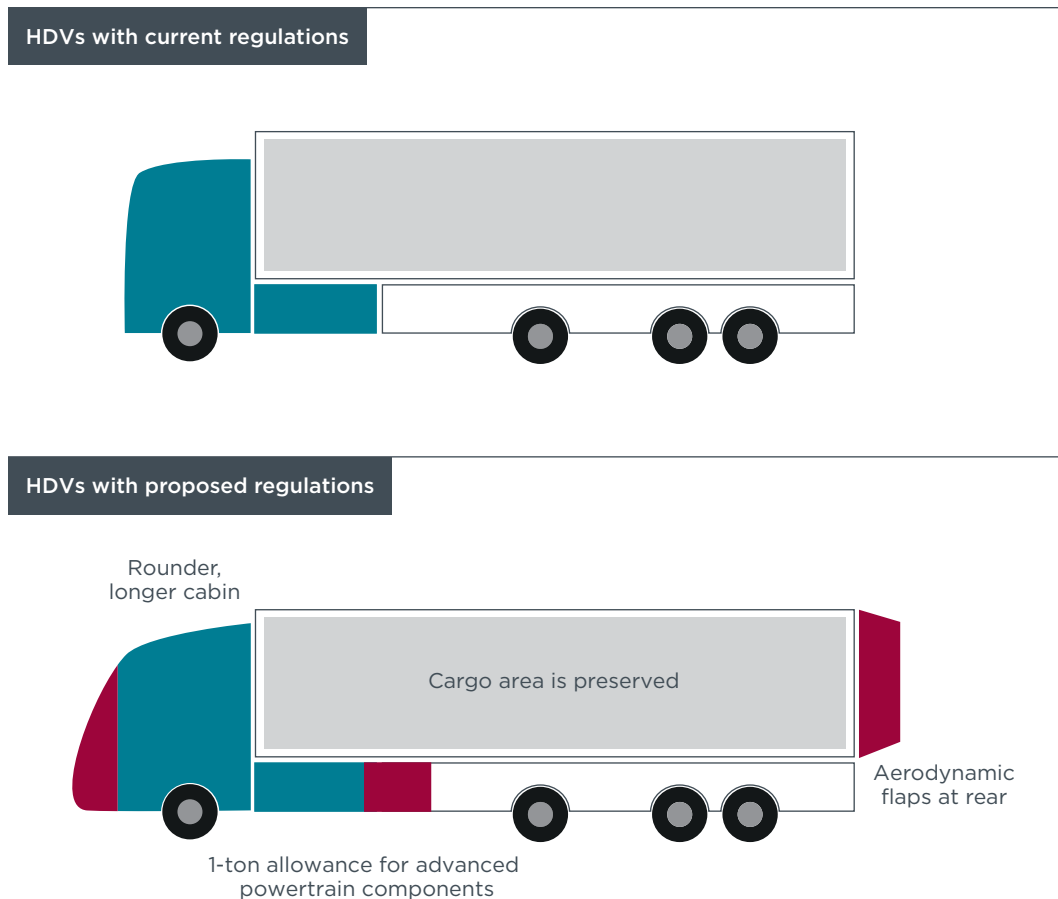 HDVs with current regulations
HDVs with proposed regulations
Rounder,
longer cabin
Cargo area is preserved
Aerodynamic
flaps at rear
1-ton allowance for advanced
powertrain components